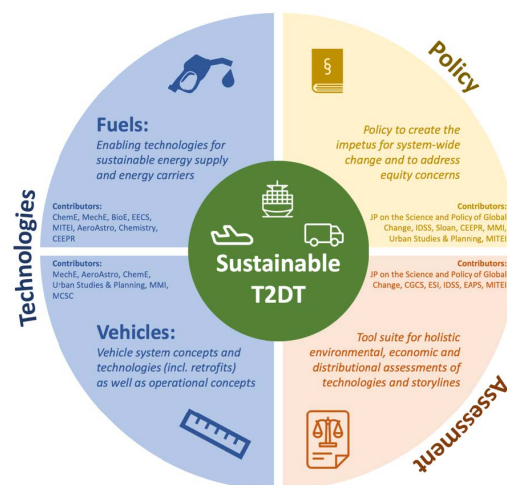 Technologies
Fuels:
Enabling technologies for
sustainable energy supply
and energy carriers
Contributors:
ChemE, MechE, BioE, EECS,
MITEI, AeroAstro, Chemistry,
CEEPR
Policy
§
Policy to create the
impetus for system-wide
change and to address
equity concerns
Contributors:
JP on the Science and Policy of Global
Change, IDSS, Sloan, CEEPR, MMI,
Urban Studies & Planning, MITEI
Sustainable
T2DT
Contributors:
MechE, AeroAstro, ChemE,
Urban Studies & Planning, MMI,
MCSC
Vehicles:
Vehicle system concepts and
technologies (incl. retrofits)
as well as operational concepts
Contributors:
JP on the Science and Policy of Global
Change, CGCS, ESI, IDSS, EAPS, MITEI
Tool suite for holistic
environmental, economic and
distributional assessments of
technologies and storylines
Assessment